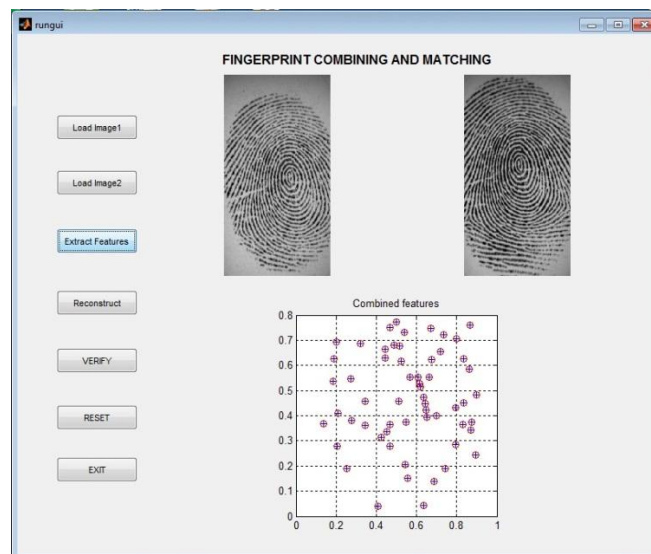 rungui
FINGERPRINT COMBINING AND MATCHING
Load Image1
Load Image2
Extract Features
Reconstruct
VERIFY
RESET
EXIT
Combined features
0.8
0.7
0.6
0.5
0.4
0.3
0.2
0.1
0
0 0.2 0.4 0.6 0.8 1